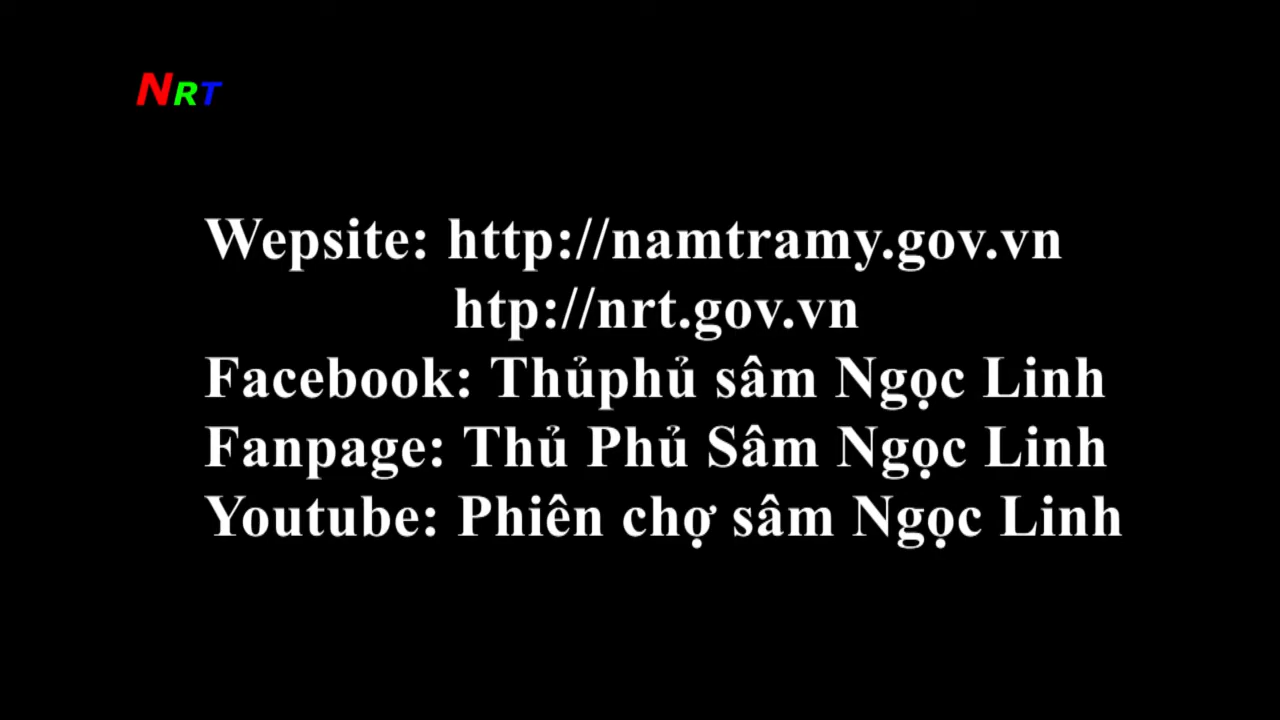 NRT
Wepsite: http://namtramy.gov.vn
htp://nrt.gov.vn
Facebook: Thủphủ sâm Ngọc Linh
Fanpage: Thủ Phủ Sâm Ngọc Linh
Youtube: Phiên chợ sâm Ngọc Linh